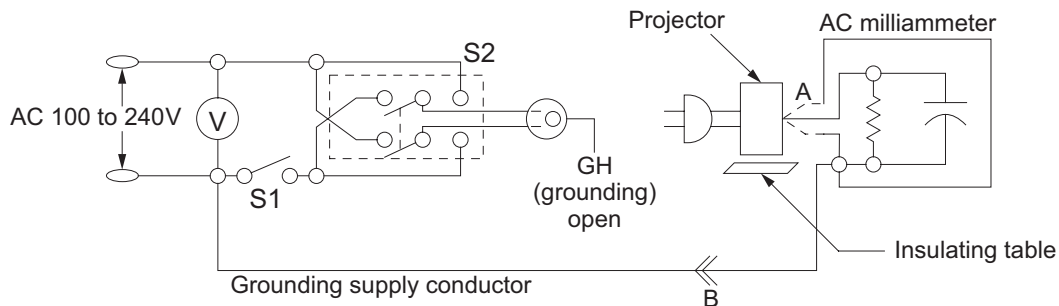 Projector
AC milliammeter
S2
A
AC 100 to 240V
V
S1
GH
(grounding)
open
Insulating table
Grounding supply conductor
B